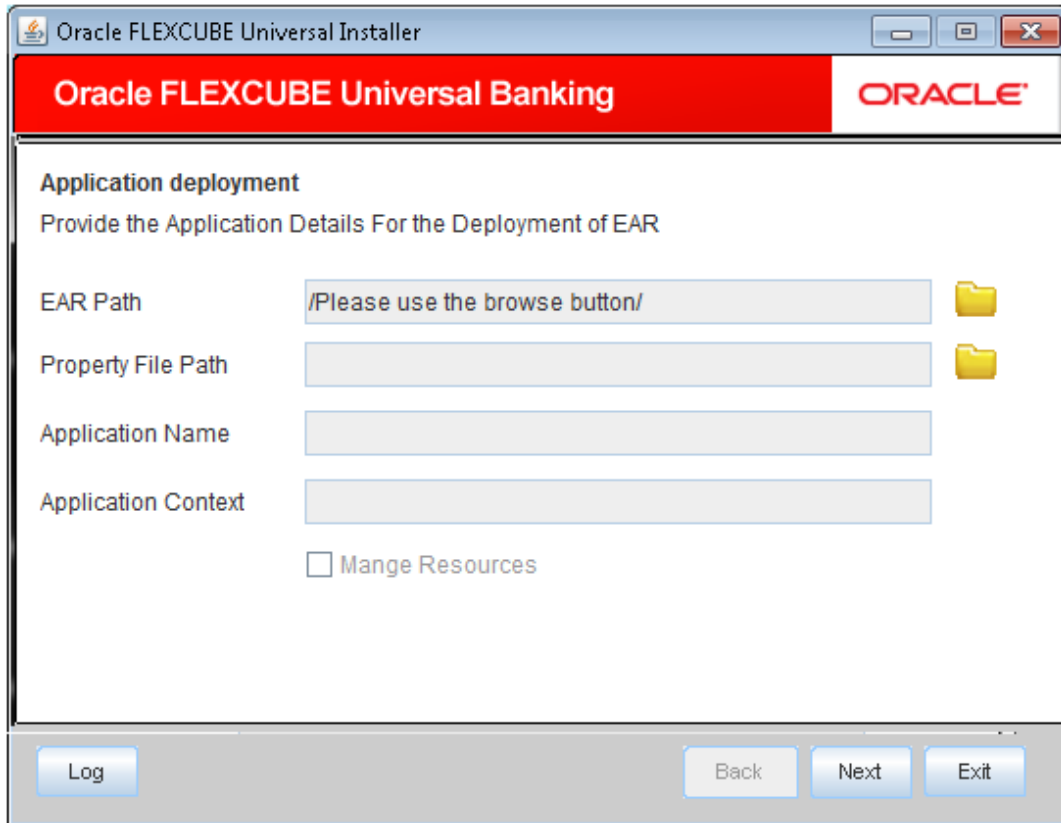 Oracle FLEXCUBE Universal Installer
Oracle FLEXCUBE Universal Banking
ORACLE
Application deployment
Provide the Application Details For the Deployment of EAR
EAR Path
/Please use the browse button/
Property File Path
Application Name
Application Context
Mange Resources
Log
Back
Next
Exit